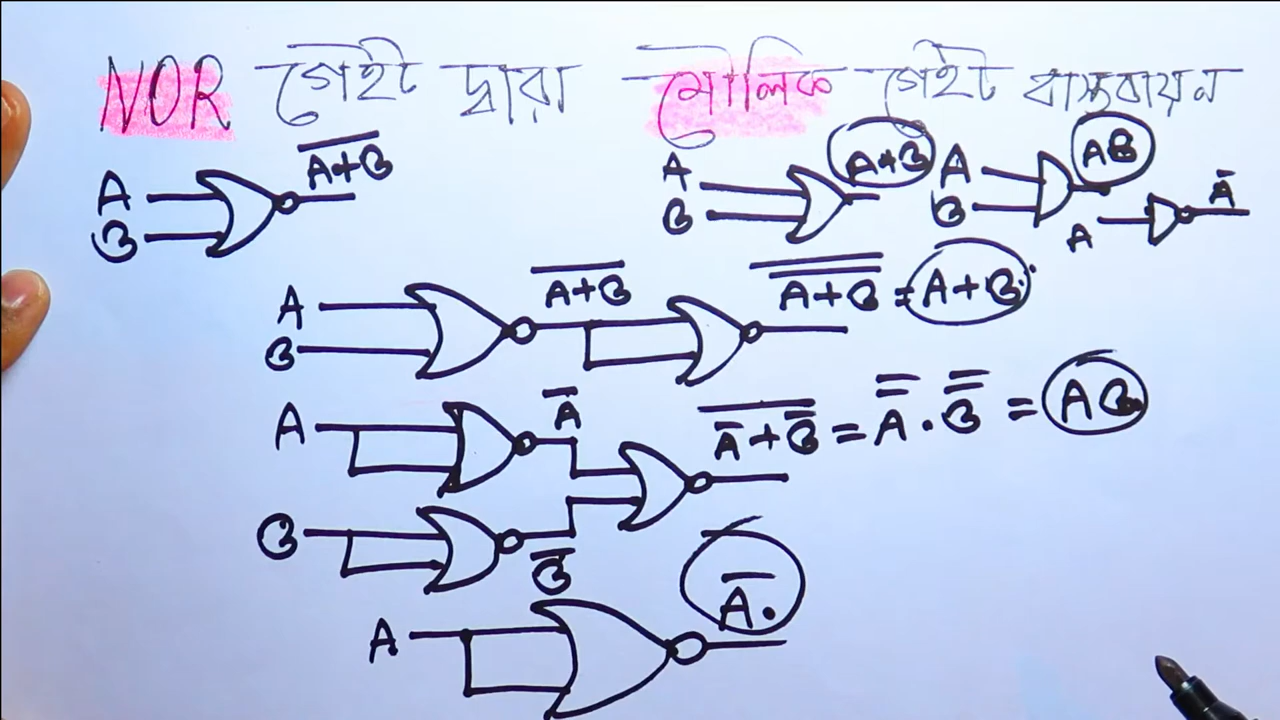 NOR গেইট দ্বারা মৌলিক গেইট বাস্তবায়ন
A B A̅+̅B̅
A B A+B
A B AB
A A̅
A B A̅+̅B̅ A̿+̿B̿ = A+B
A A̅ B B̅ A̅̅+̅B̅̅ = A̿.B̿ = AB
A A̅.